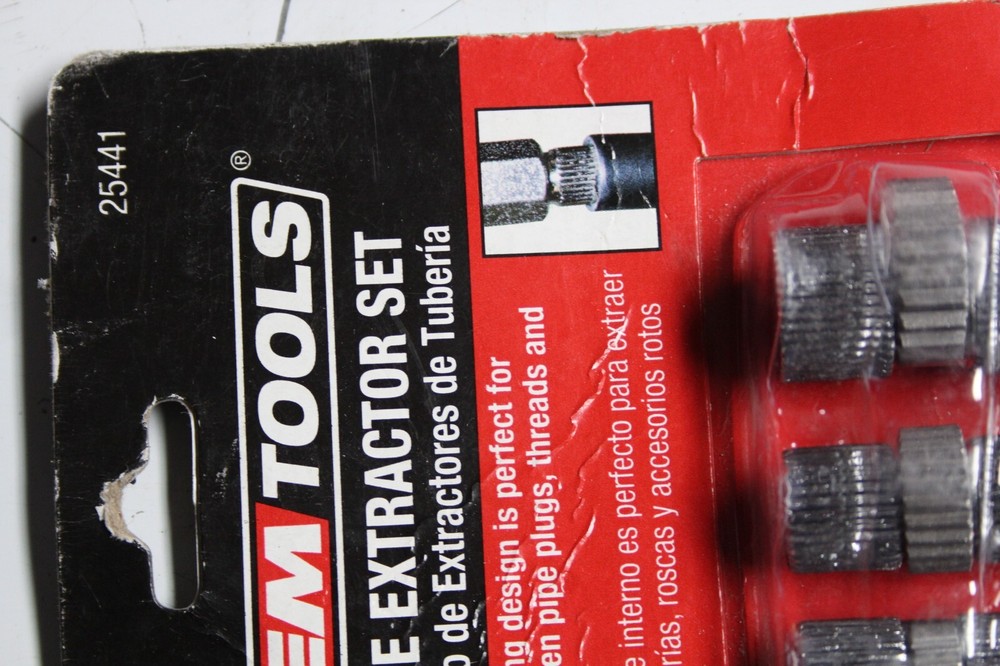 25441
®
EM TOOLS
E EXTRACTOR SET
o de Extractores de Tubería
ng design is perfect for
en pipe plugs, threads and
e interno es perfecto para extraer
rías, roscas y accesorios rotos